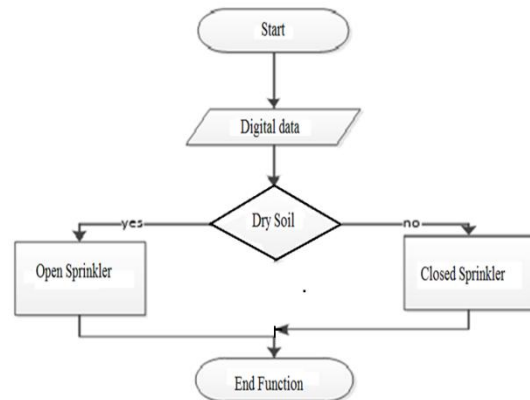 Start
Digital data
Dry Soil
yes
no
Open Sprinkler
Closed Sprinkler
End Function